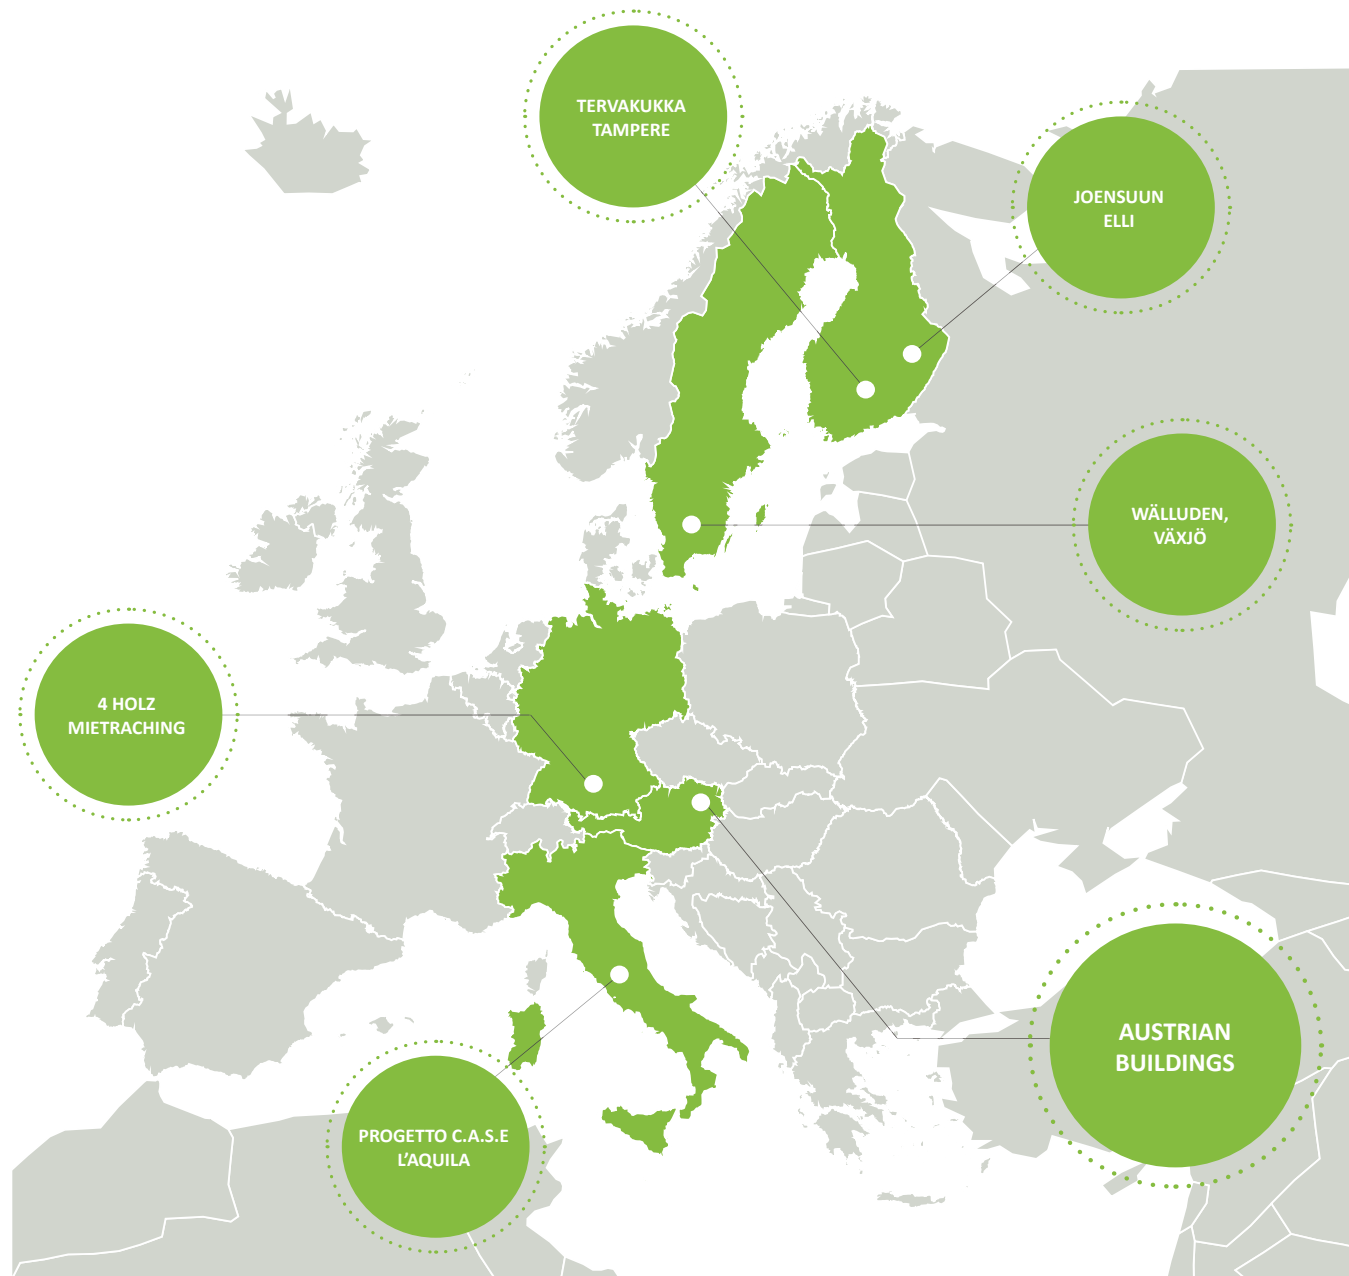 TERVAKUKKA
TAMPERE
JOENSUUN
ELLI
WÄLLUDEN,
VÄXJÖ
4 HOLZ
MIETRACHING
AUSTRIAN
BUILDINGS
PROGETTO C.A.S.E
L'AQUILA